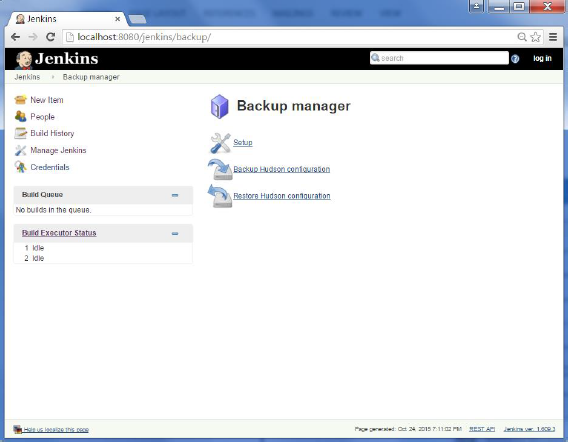 Jenkins
localhost:8080/jenkins/backup/
Jenkins
search
log in
Jenkins
Backup manager
New Item
People
Build History
Manage Jenkins
Credentials
Build Queue
No builds in the queue.
Build Executor Status
1 Idle
2 Idle
Backup manager
Setup
Backup Hudson configuration
Restore Hudson configuration
Help us localize this page
Page generated: Oct 24, 2015 7:11:02 PM
REST API
Jenkins ver. 1.609.3